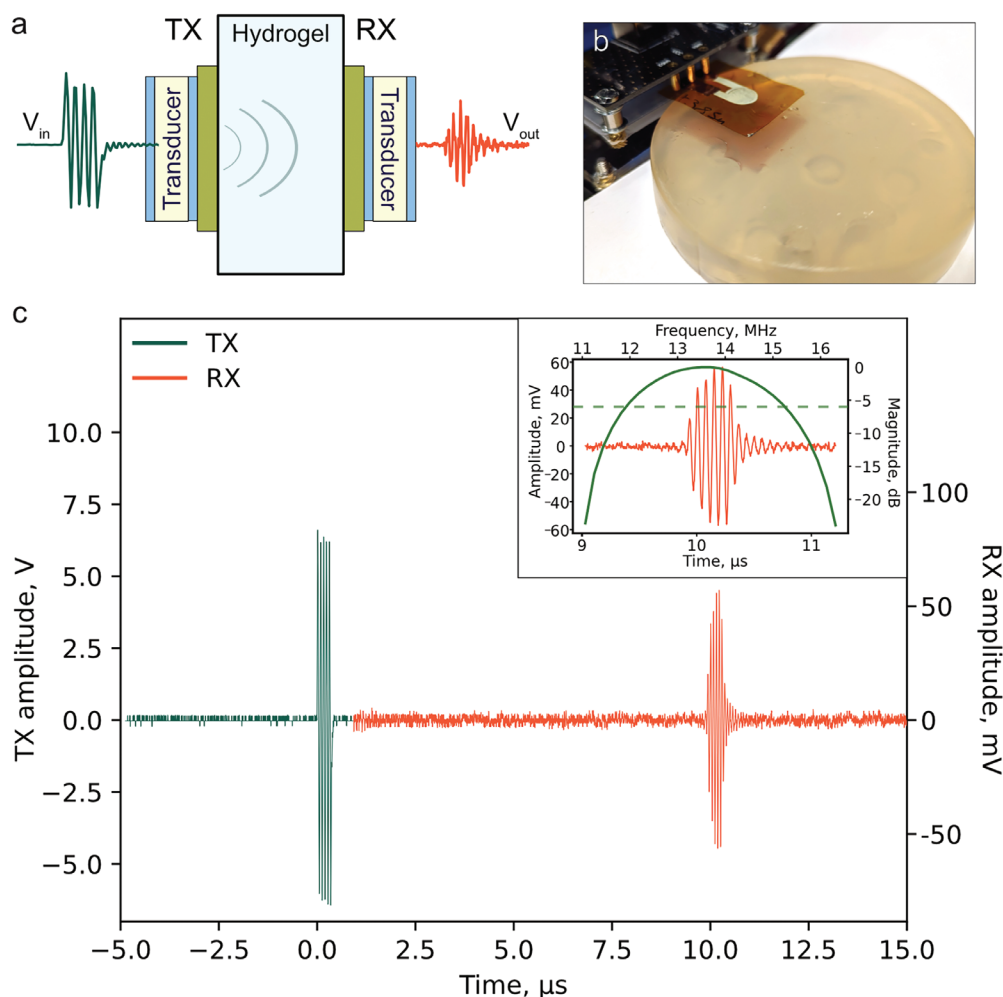 a
TX Hydrogel RX
V_in
Transducer
Transducer
V_out
b
c
TX
RX
Frequency, MHz
11 12 13 14 15 16
60
40
20
0
−20
−40
−60
Amplitude, mV
0
−5
−10
−15
−20
Magnitude, dB
9 10 11
Time, µs
10.0
7.5
5.0
2.5
0.0
−2.5
−5.0
TX amplitude, V
100
50
0
-50
RX amplitude, mV
−5.0 −2.5 0.0 2.5 5.0 7.5 10.0 12.5 15.0
Time, µs